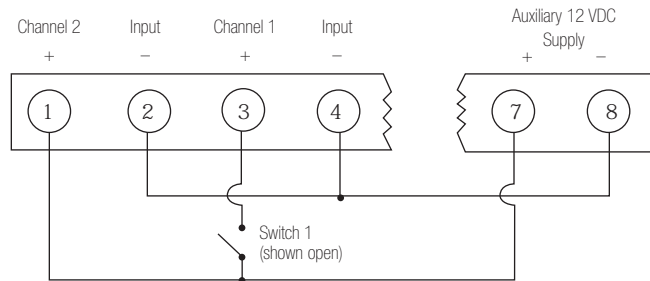 Channel 2 Input Channel 1 Input Auxiliary 12 VDC
Supply
+ − + − + −
1 2 3 4 7 8
Switch 1
(shown open)